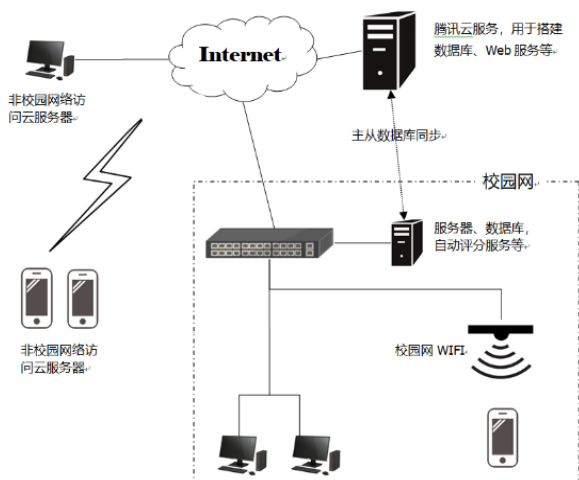 Internet
腾讯云服务，用于搭建
数据库、Web 服务等
非校园网络访
问云服务器
主从数据库同步
校园网
服务器、数据库，
自动评分服务等
非校园网络访
问云服务器
校园网 WIFI